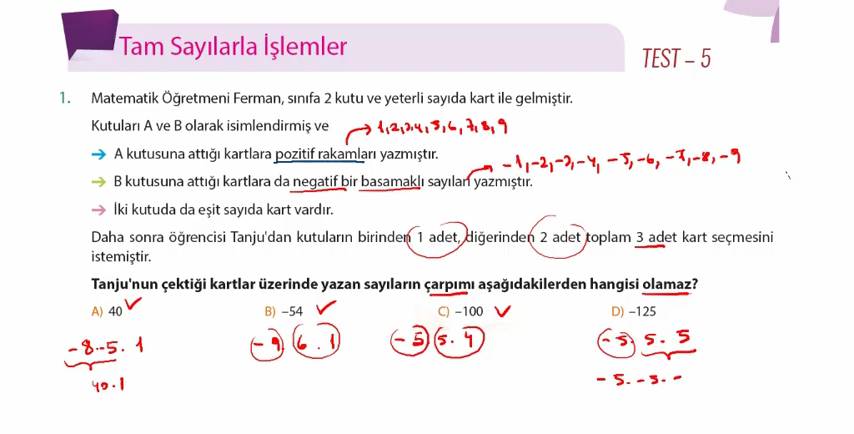 Tam Sayılarla İşlemler
TEST – 5
1. Matematik Öğretmeni Ferman, sınıfa 2 kutu ve yeterli sayıda kart ile gelmiştir.
Kutuları A ve B olarak isimlendirmiş ve
→ 1,2,3,4,5,6,7,8,9
→ A kutusuna attığı kartlara pozitif rakamları yazmıştır.
→ -1,-2,-3,-4,-5,-6,-7,-8,-9
→ B kutusuna attığı kartlara da negatif bir basamaklı sayıları yazmıştır.
→ İki kutuda da eşit sayıda kart vardır.
Daha sonra öğrencisi Tanju'dan kutuların birinden 1 adet, diğerinden 2 adet toplam 3 adet kart seçmesini
istemiştir.
Tanju'nun çektiği kartlar üzerinde yazan sayıların çarpımı aşağıdakilerden hangisi olamaz?
A) 40 B) –54 C) –100 D) –125
-8.-5.1 -9. 6.1 -5 5.4 -5. 5.5
40.1 -5.-5.-